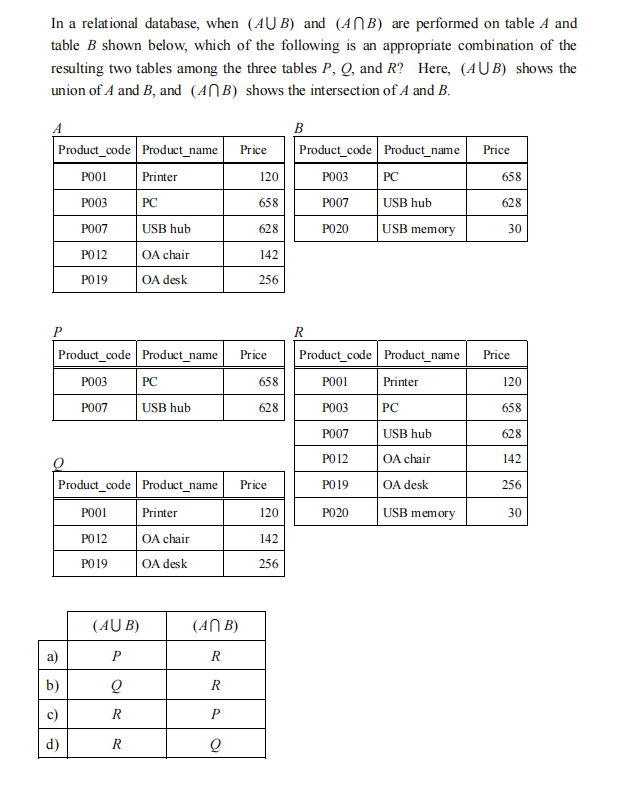 In a relational database, when (A⋃B) and (A⋂B) are performed on table A and
table B shown below, which of the following is an appropriate combination of the
resulting two tables among the three tables P, Q, and R? Here, (A⋃B) shows the
union of A and B, and (A⋂B) shows the intersection of A and B.
A
Product_code Product_name Price
P001 Printer 120
P003 PC 658
P007 USB hub 628
P012 OA chair 142
P019 OA desk 256
B
Product_code Product_name Price
P003 PC 658
P007 USB hub 628
P020 USB memory 30
P
Product_code Product_name Price
P003 PC 658
P007 USB hub 628
Q
Product_code Product_name Price
P001 Printer 120
P012 OA chair 142
P019 OA desk 256
R
Product_code Product_name Price
P001 Printer 120
P003 PC 658
P007 USB hub 628
P012 OA chair 142
P019 OA desk 256
P020 USB memory 30
(A⋃B) (A⋂B)
a) P R
b) Q R
c) R P
d) R Q